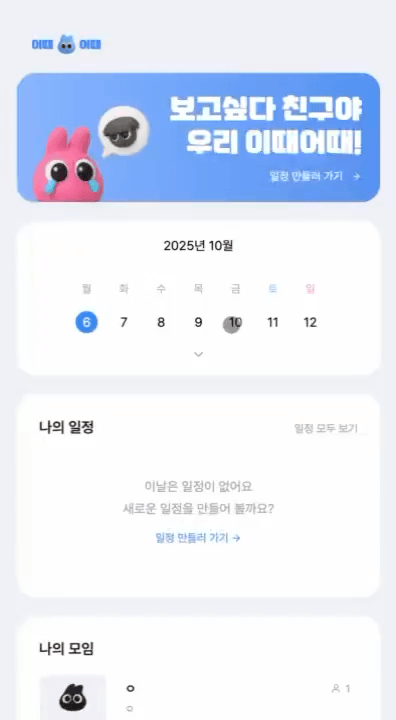 이때 어때
보고싶다 친구야
우리 이때어때!
일정 만들러 가기 →
2025년 10월
월 화 수 목 금 토 일
6 7 8 9 10 11 12
나의 일정
일정 모두 보기
이날은 일정이 없어요
새로운 일정을 만들어 볼까요?
일정 만들러 가기 →
나의 모임
ㅇ
1